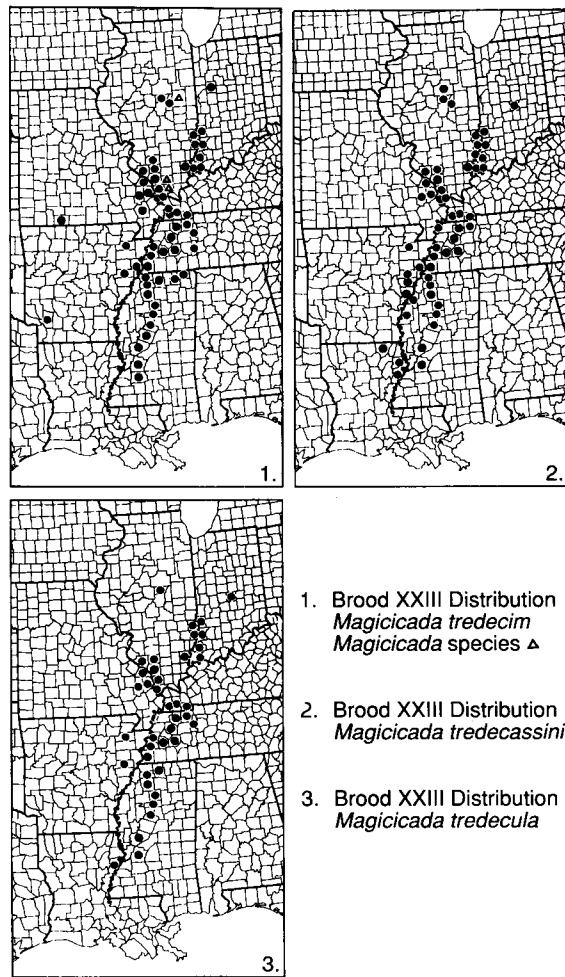 1.
2.
3.
1. Brood XXIII Distribution
Magicicada tredecim
Magicicada species △
2. Brood XXIII Distribution
Magicicada tredecassini
3. Brood XXIII Distribution
Magicicada tredecula